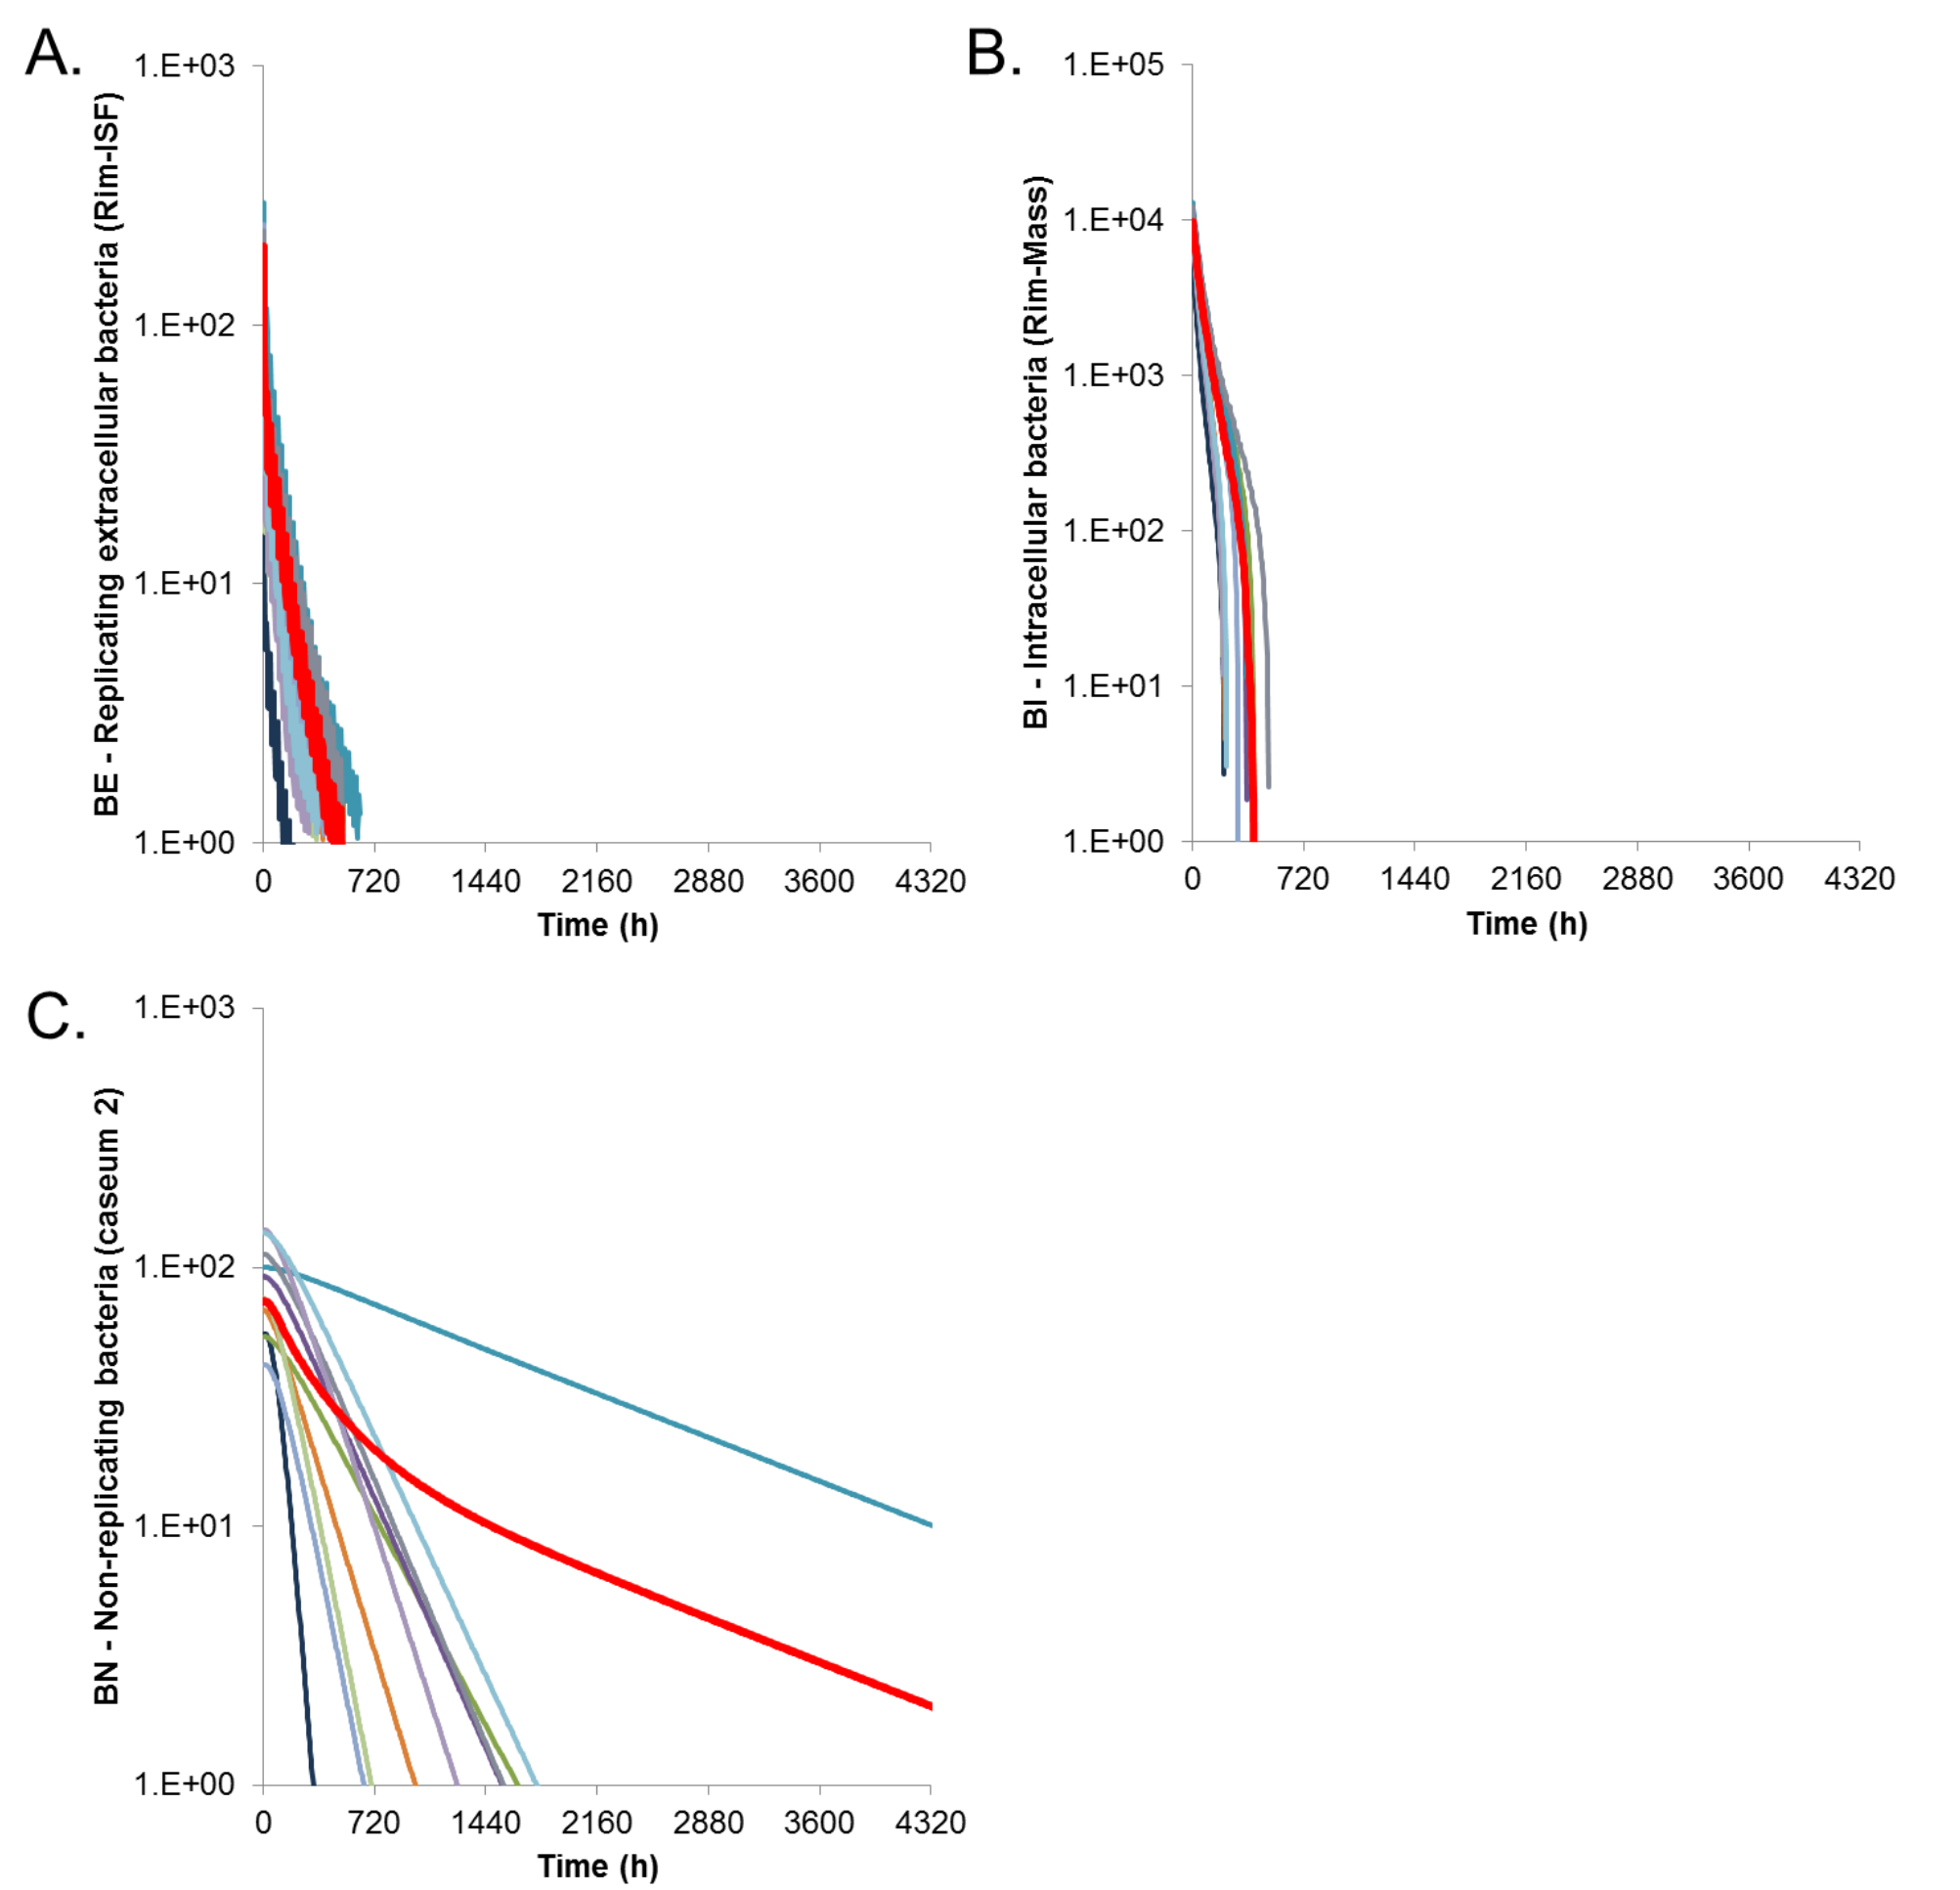 A.
BE - Replicating extracellular bacteria (Rim-ISF)
1.E+03
1.E+02
1.E+01
1.E+00
0 720 1440 2160 2880 3600 4320
Time (h)
B.
BI - Intracellular bacteria (Rim-Mass)
1.E+05
1.E+04
1.E+03
1.E+02
1.E+01
1.E+00
0 720 1440 2160 2880 3600 4320
Time (h)
C.
BN - Non-replicating bacteria (caseum 2)
1.E+03
1.E+02
1.E+01
1.E+00
0 720 1440 2160 2880 3600 4320
Time (h)